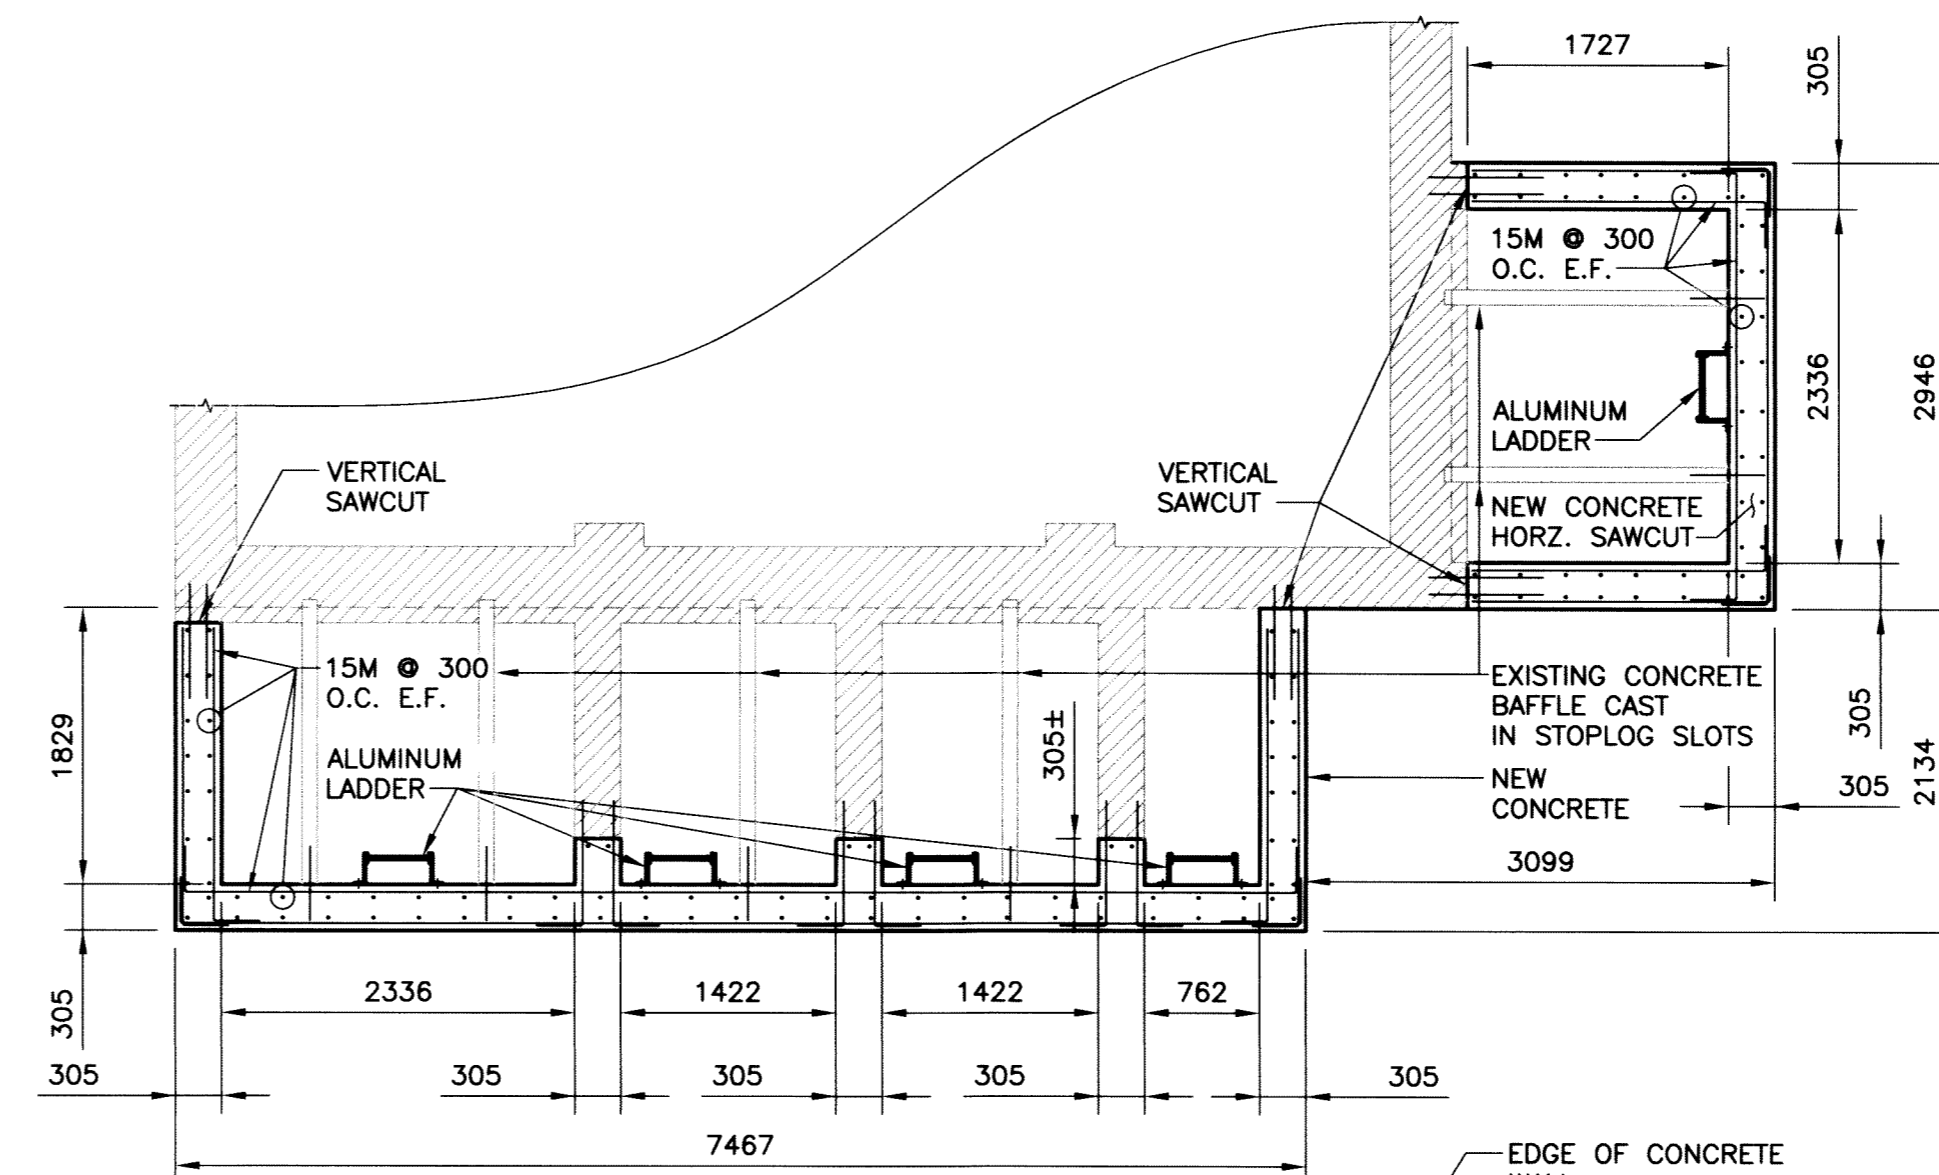 1727
305
15M @ 300
O.C. E.F.
2336
2946
ALUMINUM
LADDER
VERTICAL
SAWCUT
VERTICAL
SAWCUT
NEW CONCRETE
HORZ. SAWCUT
15M @ 300
O.C. E.F.
EXISTING CONCRETE
BAFFLE CAST
IN STOPLOG SLOTS
305
1829
305±
ALUMINUM
LADDER
NEW
CONCRETE
305
2134
3099
2336
1422
1422
762
305
305
305
305
305
305
7467
EDGE OF CONCRETE